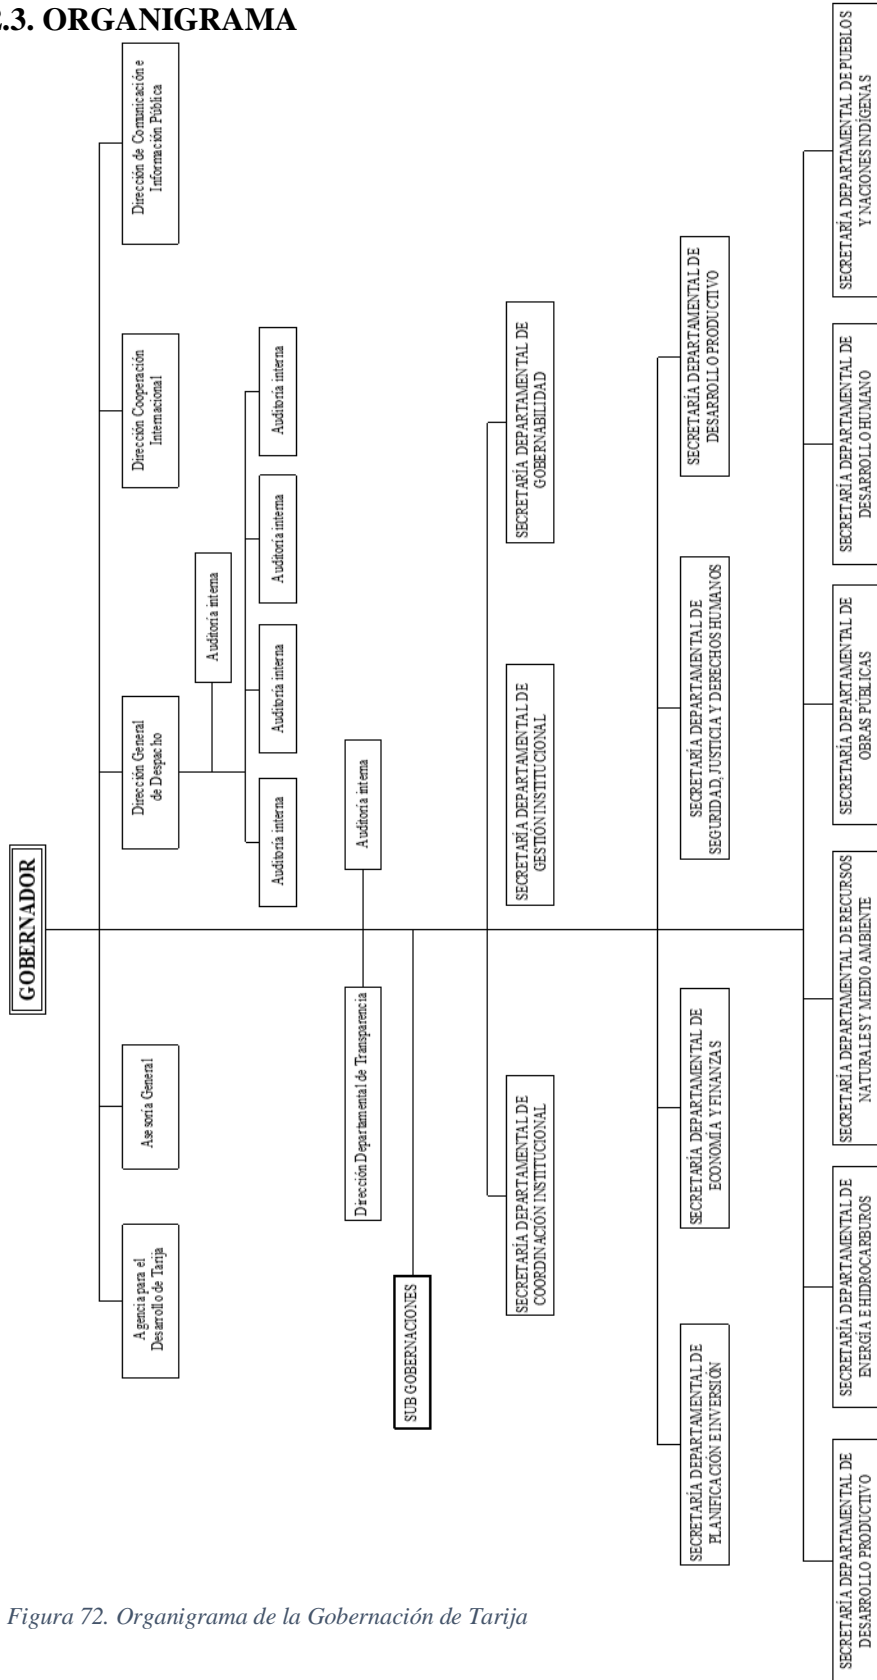 2.3. ORGANIGRAMA
GOBERNADOR
Agencia para el
Desarrollo de Tarija
Asesoría General
Dirección General
de Despacho
Dirección Cooperación
Internacional
Dirección de Comunicación e
Información Pública
Auditoría interna
Auditoría interna
Auditoría interna
Auditoría interna
Auditoría interna
Dirección Departamental de Transparencia
Auditoría interna
SUB GOBERNACIONES
SECRETARÍA DEPARTAMENTAL DE
COORDINACIÓN INSTITUCIONAL
SECRETARÍA DEPARTAMENTAL DE
GESTIÓN INSTITUCIONAL
SECRETARÍA DEPARTAMENTAL DE
GOBERNABILIDAD
SECRETARÍA DEPARTAMENTAL DE
PLANIFICACIÓN E INVERSIÓN
SECRETARÍA DEPARTAMENTAL DE
ECONOMÍA Y FINANZAS
SECRETARÍA DEPARTAMENTAL DE
SEGURIDAD, JUSTICIA Y DERECHOS HUMANOS
SECRETARÍA DEPARTAMENTAL DE
DESARROLLO PRODUCTIVO
SECRETARÍA DEPARTAMENTAL DE
DESARROLLO PRODUCTIVO
SECRETARÍA DEPARTAMENTAL DE
ENERGÍA E HIDROCARBUROS
SECRETARÍA DEPARTAMENTAL DE RECURSOS
NATURALES Y MEDIO AMBIENTE
SECRETARÍA DEPARTAMENTAL DE
OBRAS PÚBLICAS
SECRETARÍA DEPARTAMENTAL DE
DESARROLLO HUMANO
SECRETARÍA DEPARTAMENTAL DE PUEBLOS
Y NACIONES INDÍGENAS
Figura 72. Organigrama de la Gobernación de Tarija